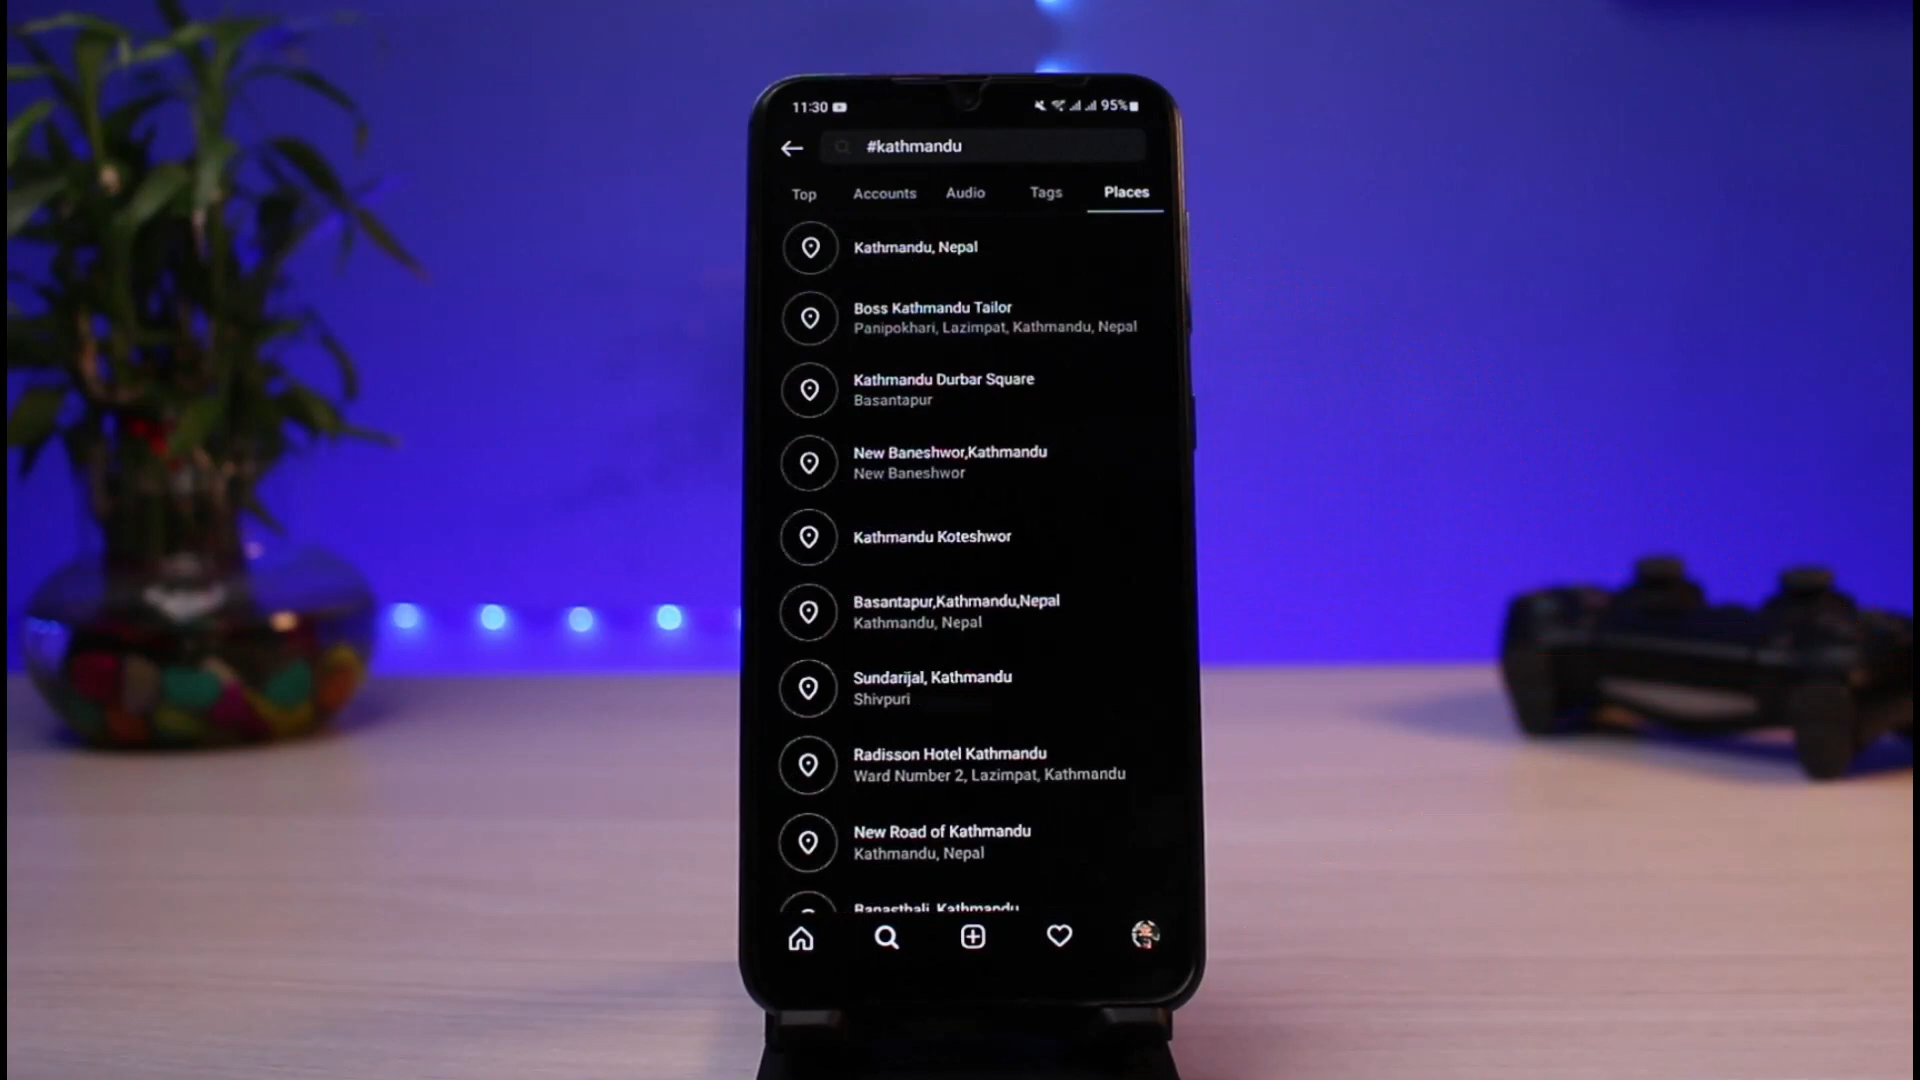 11:30
95%
#kathmandu
Top Accounts Audio Tags Places
Kathmandu, Nepal
Boss Kathmandu Tailor
Panipokhari, Lazimpat, Kathmandu, Nepal
Kathmandu Durbar Square
Basantapur
New Baneshwor,Kathmandu
New Baneshwor
Kathmandu Koteshwor
Basantapur,Kathmandu,Nepal
Kathmandu, Nepal
Sundarijal, Kathmandu
Shivpuri
Radisson Hotel Kathmandu
Ward Number 2, Lazimpat, Kathmandu
New Road of Kathmandu
Kathmandu, Nepal
Banasthali, Kathmandu